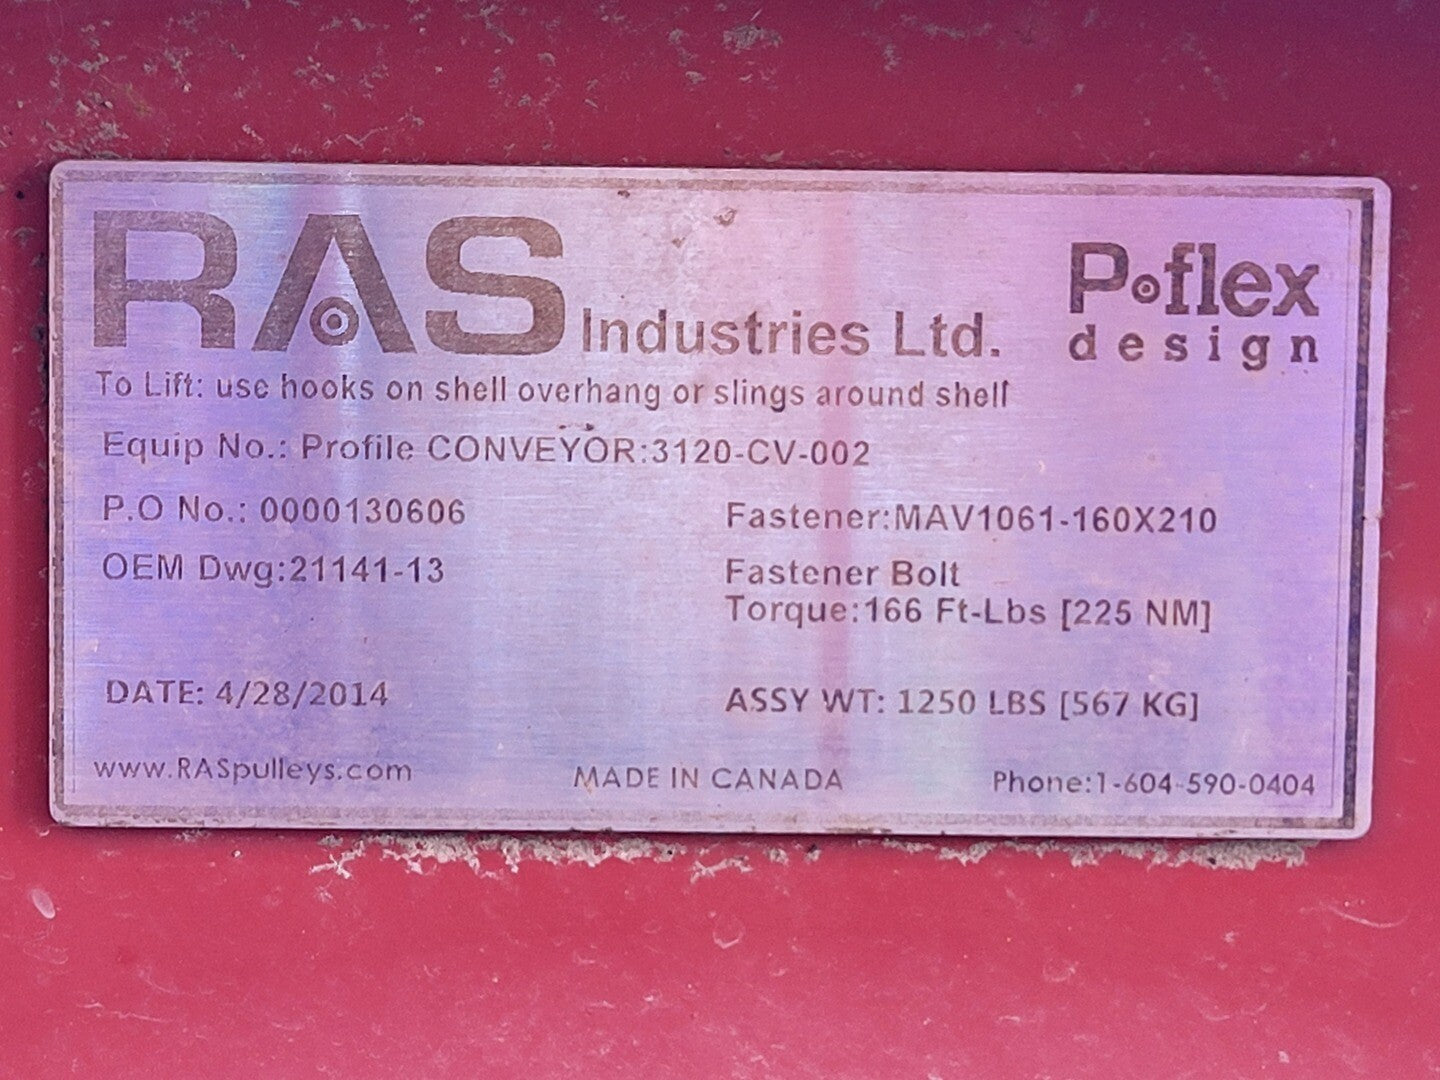 RAS Industries Ltd.
P flex
design
To Lift: use hooks on shell overhang or slings around shell
Equip No.: Profile CONVEYOR:3120-CV-002
P.O No.: 0000130606
Fastener:MAV1061-160X210
OEM Dwg:21141-13
Fastener Bolt
Torque:166 Ft-Lbs [225 NM]
DATE: 4/28/2014
ASSY WT: 1250 LBS [567 KG]
www.RASpulleys.com
MADE IN CANADA
Phone:1-604-590-0404